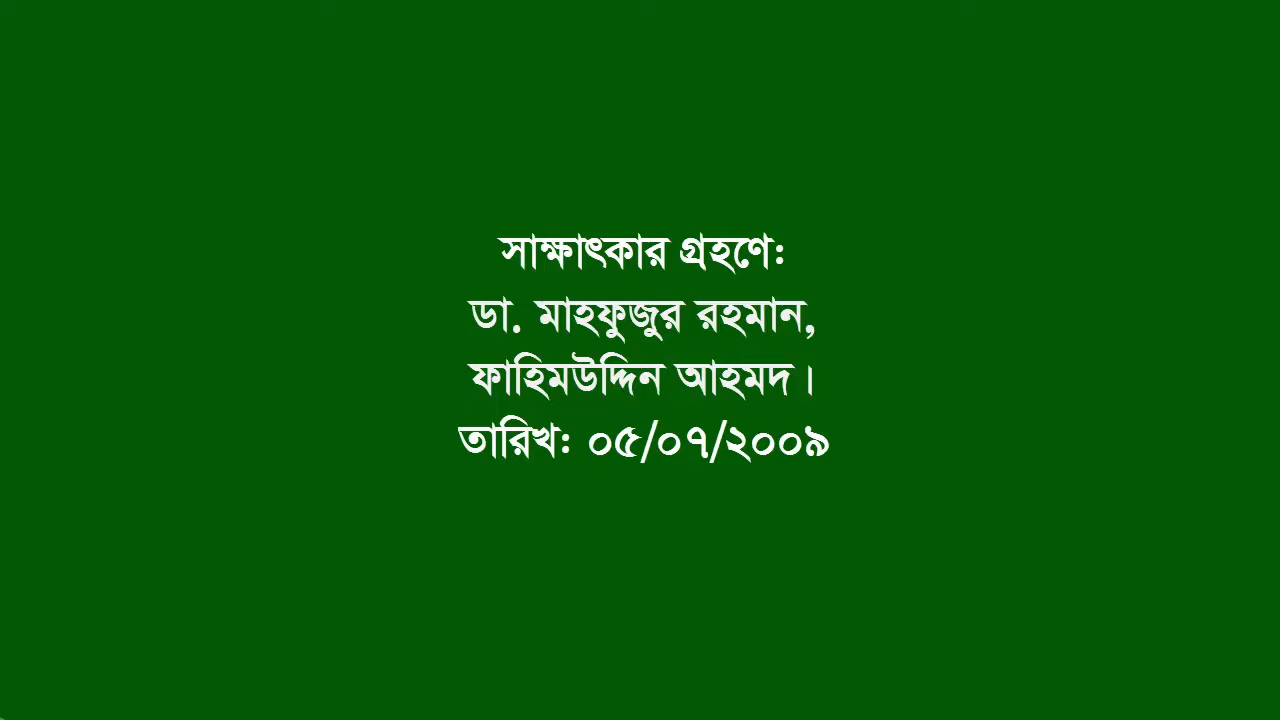 সাক্ষাৎকার গ্রহণে:
ডা. মাহফুজুর রহমান,
ফাহিমউদ্দিন আহমদ।
তারিখ: ০৫/০৭/২০০৯